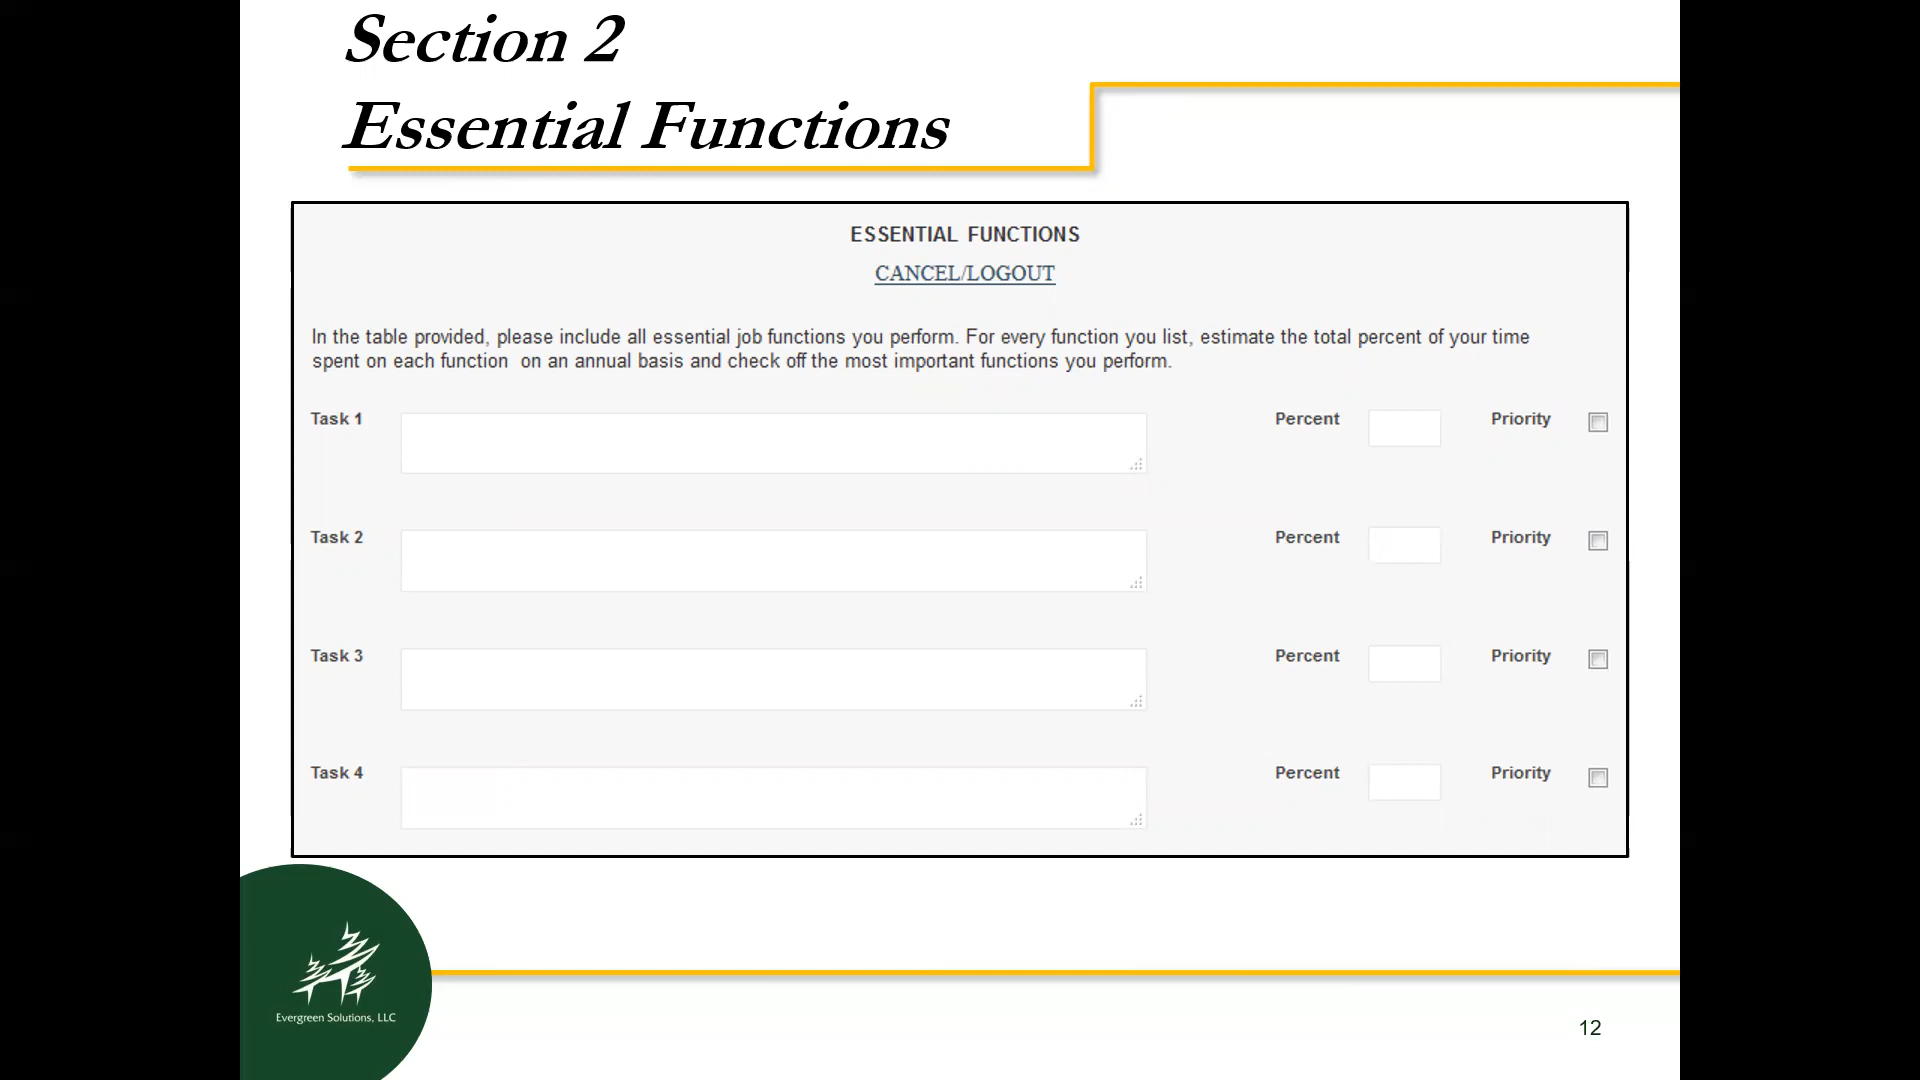 Section 2
Essential Functions
ESSENTIAL FUNCTIONS
CANCEL/LOGOUT
In the table provided, please include all essential job functions you perform. For every function you list, estimate the total percent of your time
spent on each function on an annual basis and check off the most important functions you perform.
Task 1 Percent Priority
Task 2 Percent Priority
Task 3 Percent Priority
Task 4 Percent Priority
Evergreen Solutions, LLC
12